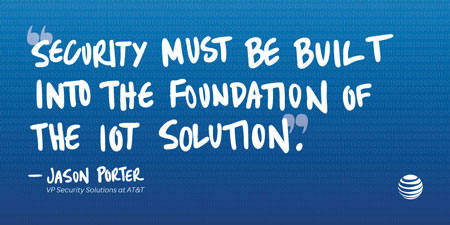 “SECURITY MUST BE BUILT
INTO THE FOUNDATION OF
THE IOT SOLUTION.”
— JASON PORTER
VP Security Solutions at AT&T